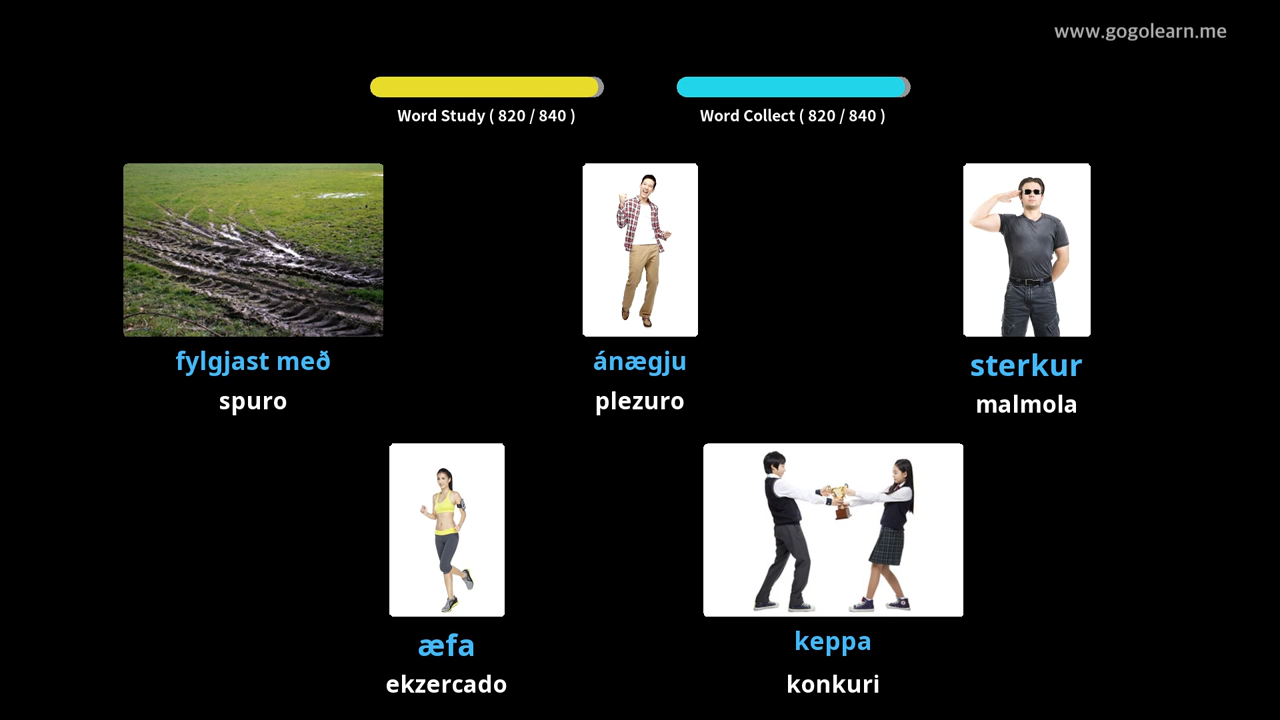 www.gogolearn.me
Word Study ( 820 / 840 )
Word Collect ( 820 / 840 )
fylgjast með
spuro
ánægju
plezuro
sterkur
malmola
æfa
ekzercado
keppa
konkuri